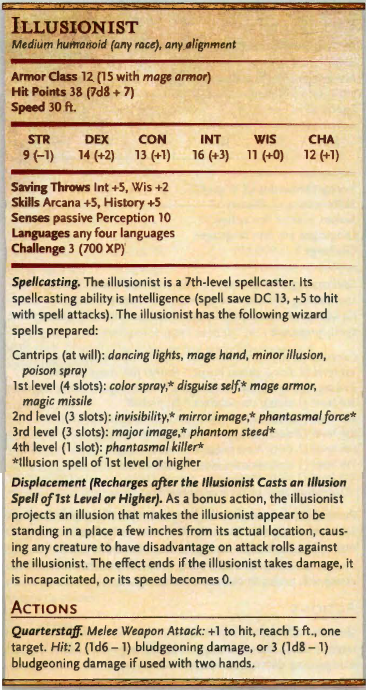 ILLUSIONIST
Medium humanoid (any race), any alignment
Armor Class 12 (15 with mage armor)
Hit Points 38 (7d8 + 7)
Speed 30 ft.
STR DEX CON INT WIS CHA
9 (–1) 14 (+2) 13 (+1) 16 (+3) 11 (+0) 12 (+1)
Saving Throws Int +5, Wis +2
Skills Arcana +5, History +5
Senses passive Perception 10
Languages any four languages
Challenge 3 (700 XP)
Spellcasting. The illusionist is a 7th-level spellcaster. Its
spellcasting ability is Intelligence (spell save DC 13, +5 to hit
with spell attacks). The illusionist has the following wizard
spells prepared:
Cantrips (at will): dancing lights, mage hand, minor illusion,
poison spray
1st level (4 slots): color spray,* disguise self,* mage armor,
magic missile
2nd level (3 slots): invisibility,* mirror image,* phantasmal force*
3rd level (3 slots): major image,* phantom steed*
4th level (1 slot): phantasmal killer*
*Illusion spell of 1st level or higher
Displacement (Recharges after the Illusionist Casts an Illusion
Spell of 1st Level or Higher). As a bonus action, the illusionist
projects an illusion that makes the illusionist appear to be
standing in a place a few inches from its actual location, caus-
ing any creature to have disadvantage on attack rolls against
the illusionist. The effect ends if the illusionist takes damage, it
is incapacitated, or its speed becomes 0.
ACTIONS
Quarterstaff. Melee Weapon Attack: +1 to hit, reach 5 ft., one
target. Hit: 2 (1d6 – 1) bludgeoning damage, or 3 (1d8 – 1)
bludgeoning damage if used with two hands.